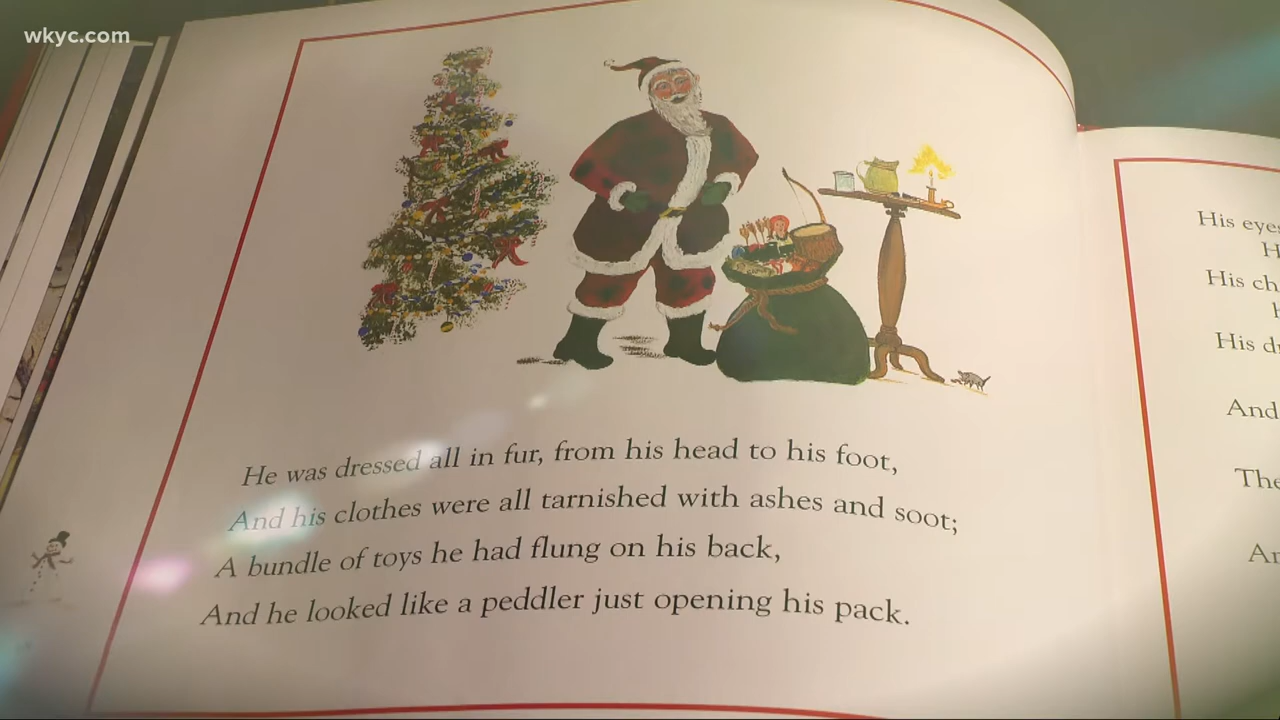 wkyc.com
He was dressed all in fur, from his head to his foot,
And his clothes were all tarnished with ashes and soot;
A bundle of toys he had flung on his back,
And he looked like a peddler just opening his pack.
His eyes
His
And
The